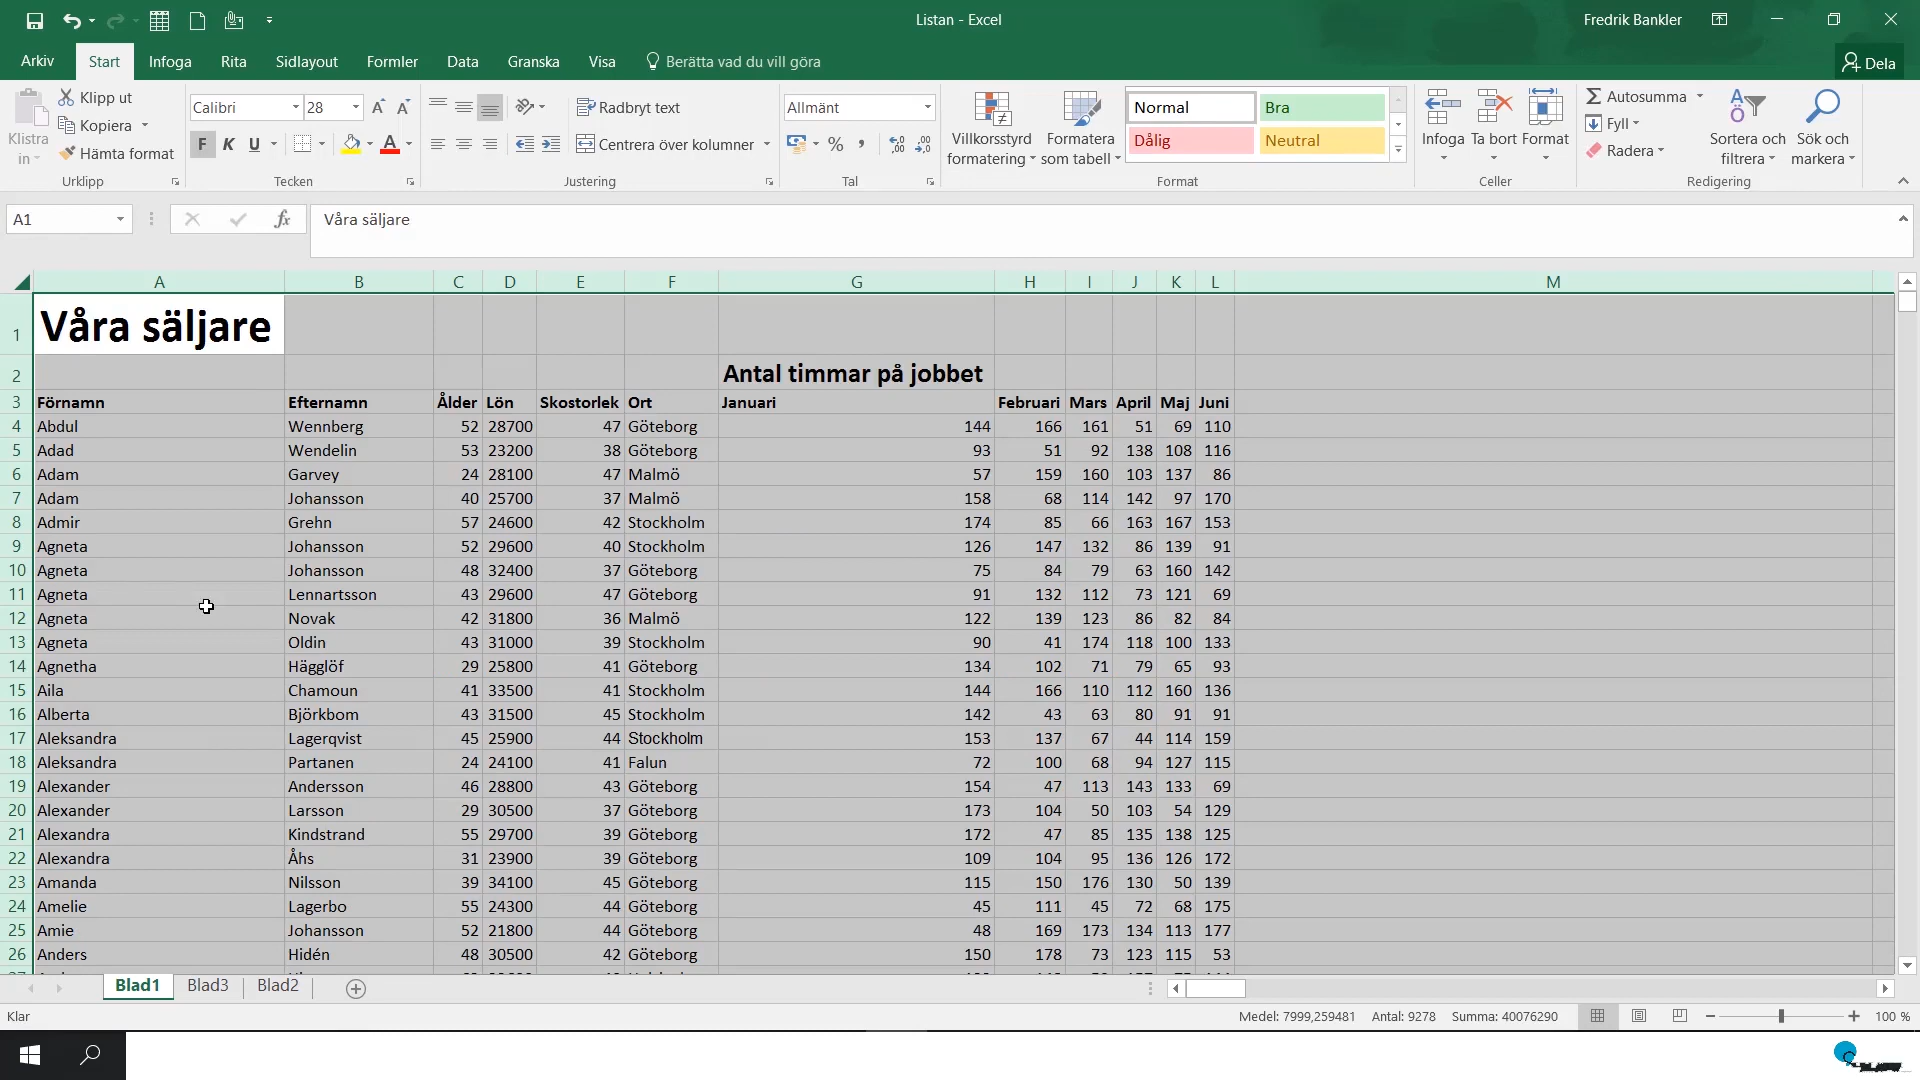 Listan - Excel
Fredrik Bankler
Arkiv Start Infoga Rita Sidlayout Formler Data Granska Visa Berätta vad du vill göra Dela
Klistra in
Klipp ut
Kopiera
Hämta format
Urklipp
Calibri 28
F K U
Tecken
Radbryt text
Centrera över kolumner
Justering
Allmänt
Tal
Villkorsstyrd formatering
Formatera som tabell
Normal Bra
Dålig Neutral
Format
Infoga Ta bort Format
Celler
Autosumma
Fyll
Radera
Sortera och filtrera
Sök och markera
Redigering
A1 fx Våra säljare
A B C D E F G H I J K L M
1 Våra säljare
2 Antal timmar på jobbet
3 Förnamn Efternamn Ålder Lön Skostorlek Ort Januari Februari Mars April Maj Juni
4 Abdul Wennberg 52 28700 47 Göteborg 144 166 161 51 69 110
5 Adad Wendelin 53 23200 38 Göteborg 93 51 92 138 108 116
6 Adam Garvey 24 28100 47 Malmö 57 159 160 103 137 86
7 Adam Johansson 40 25700 37 Malmö 158 68 114 142 97 170
8 Admir Grehn 57 24600 42 Stockholm 174 85 66 163 167 153
9 Agneta Johansson 52 29600 40 Stockholm 126 147 132 86 139 91
10 Agneta Johansson 48 32400 37 Göteborg 75 84 79 63 160 142
11 Agneta Lennartsson 43 29600 47 Göteborg 91 132 112 73 121 69
12 Agneta Novak 42 31800 36 Malmö 122 139 123 86 82 84
13 Agneta Oldin 43 31000 39 Stockholm 90 41 174 118 100 133
14 Agnetha Hägglöf 29 25800 41 Göteborg 134 102 71 79 65 93
15 Aila Chamoun 41 33500 41 Stockholm 144 166 110 112 160 136
16 Alberta Björkbom 43 31500 45 Stockholm 142 43 63 80 91 91
17 Aleksandra Lagerqvist 45 25900 44 Stockholm 153 137 67 44 114 159
18 Aleksandra Partanen 24 24100 41 Falun 72 100 68 94 127 115
19 Alexander Andersson 46 28800 43 Göteborg 154 47 113 143 133 69
20 Alexander Larsson 29 30500 37 Göteborg 173 104 50 103 54 129
21 Alexandra Kindstrand 55 29700 39 Göteborg 172 47 85 135 138 125
22 Alexandra Åhs 31 23900 39 Göteborg 109 104 95 136 126 172
23 Amanda Nilsson 39 34100 45 Göteborg 115 150 176 130 50 139
24 Amelie Lagerbo 55 24300 44 Göteborg 45 111 45 72 68 175
25 Amie Johansson 52 21800 44 Göteborg 48 169 173 134 113 177
26 Anders Hidén 48 30500 42 Göteborg 150 178 73 123 115 53
Blad1 Blad3 Blad2
Klar Medel: 7999,259481 Antal: 9278 Summa: 40076290 100 %